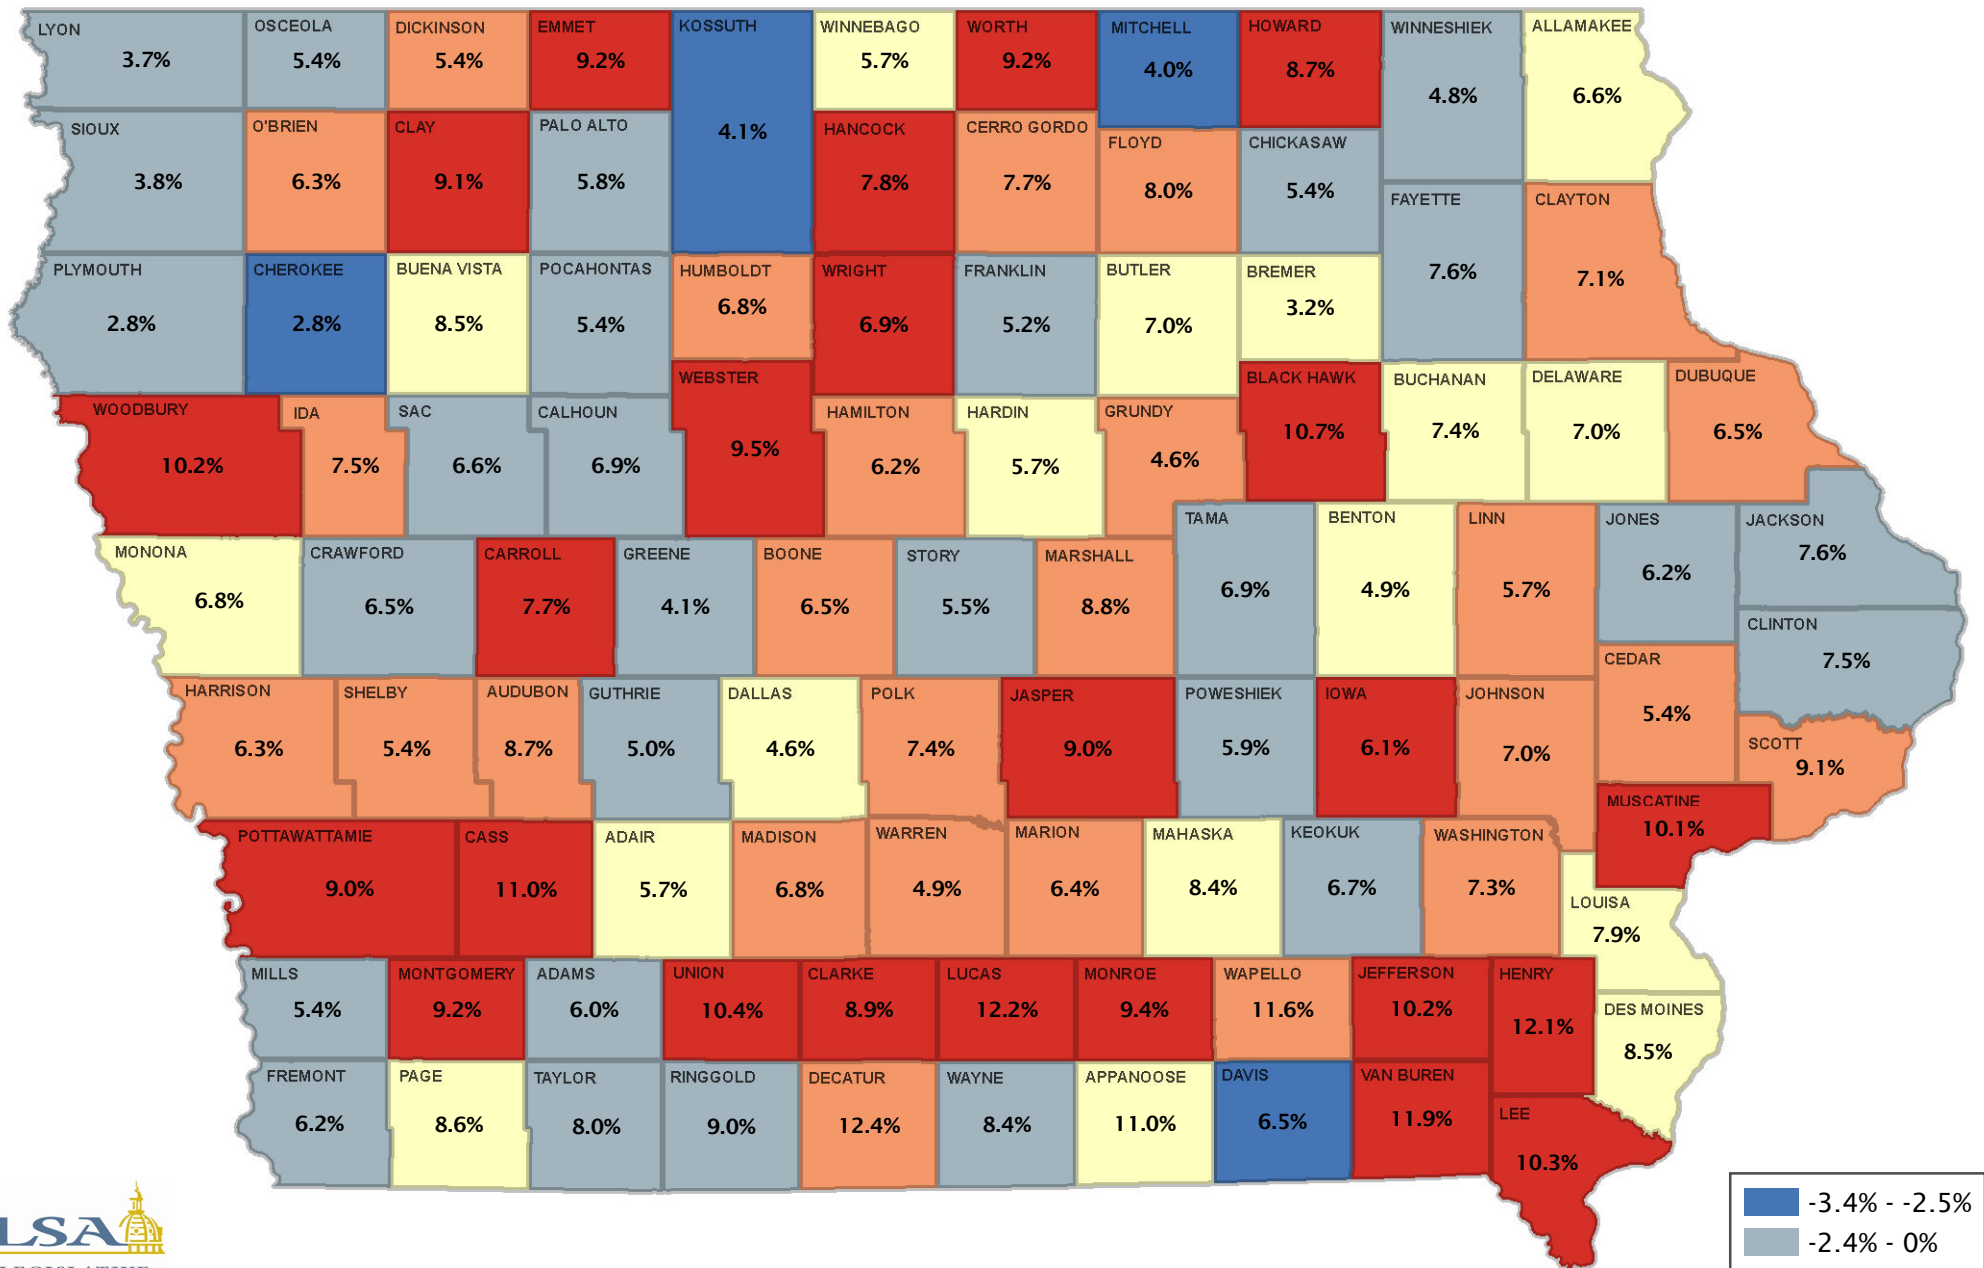 LYON
3.7%
OSCEOLA
5.4%
DICKINSON
5.4%
EMMET
9.2%
KOSSUTH
4.1%
WINNEBAGO
5.7%
WORTH
9.2%
MITCHELL
4.0%
HOWARD
8.7%
WINNESHIEK
4.8%
ALLAMAKEE
6.6%
SIOUX
3.8%
O'BRIEN
6.3%
CLAY
9.1%
PALO ALTO
5.8%
HANCOCK
7.8%
CERRO GORDO
7.7%
FLOYD
8.0%
CHICKASAW
5.4%
FAYETTE
7.6%
CLAYTON
7.1%
PLYMOUTH
2.8%
CHEROKEE
2.8%
BUENA VISTA
8.5%
POCAHONTAS
5.4%
HUMBOLDT
6.8%
WRIGHT
6.9%
FRANKLIN
5.2%
BUTLER
7.0%
BREMER
3.2%
WOODBURY
10.2%
IDA
7.5%
SAC
6.6%
CALHOUN
6.9%
WEBSTER
9.5%
HAMILTON
6.2%
HARDIN
5.7%
GRUNDY
4.6%
BLACK HAWK
10.7%
BUCHANAN
7.4%
DELAWARE
7.0%
DUBUQUE
6.5%
MONONA
6.8%
CRAWFORD
6.5%
CARROLL
7.7%
GREENE
4.1%
BOONE
6.5%
STORY
5.5%
MARSHALL
8.8%
TAMA
6.9%
BENTON
4.9%
LINN
5.7%
JONES
6.2%
JACKSON
7.6%
CLINTON
7.5%
HARRISON
6.3%
SHELBY
5.4%
AUDUBON
8.7%
GUTHRIE
5.0%
DALLAS
4.6%
POLK
7.4%
JASPER
9.0%
POWESHIEK
5.9%
IOWA
6.1%
JOHNSON
7.0%
CEDAR
5.4%
SCOTT
9.1%
MUSCATINE
10.1%
POTTAWATTAMIE
9.0%
CASS
11.0%
ADAIR
5.7%
MADISON
6.8%
WARREN
4.9%
MARION
6.4%
MAHASKA
8.4%
KEOKUK
6.7%
WASHINGTON
7.3%
LOUISA
7.9%
MILLS
5.4%
MONTGOMERY
9.2%
ADAMS
6.0%
UNION
10.4%
CLARKE
8.9%
LUCAS
12.2%
MONROE
9.4%
WAPELLO
11.6%
JEFFERSON
10.2%
HENRY
12.1%
DES MOINES
8.5%
FREMONT
6.2%
PAGE
8.6%
TAYLOR
8.0%
RINGGOLD
9.0%
DECATUR
12.4%
WAYNE
8.4%
APPANOOSE
11.0%
DAVIS
6.5%
VAN BUREN
11.9%
LEE
10.3%
LSA
-3.4% - -2.5%
-2.4% - 0%